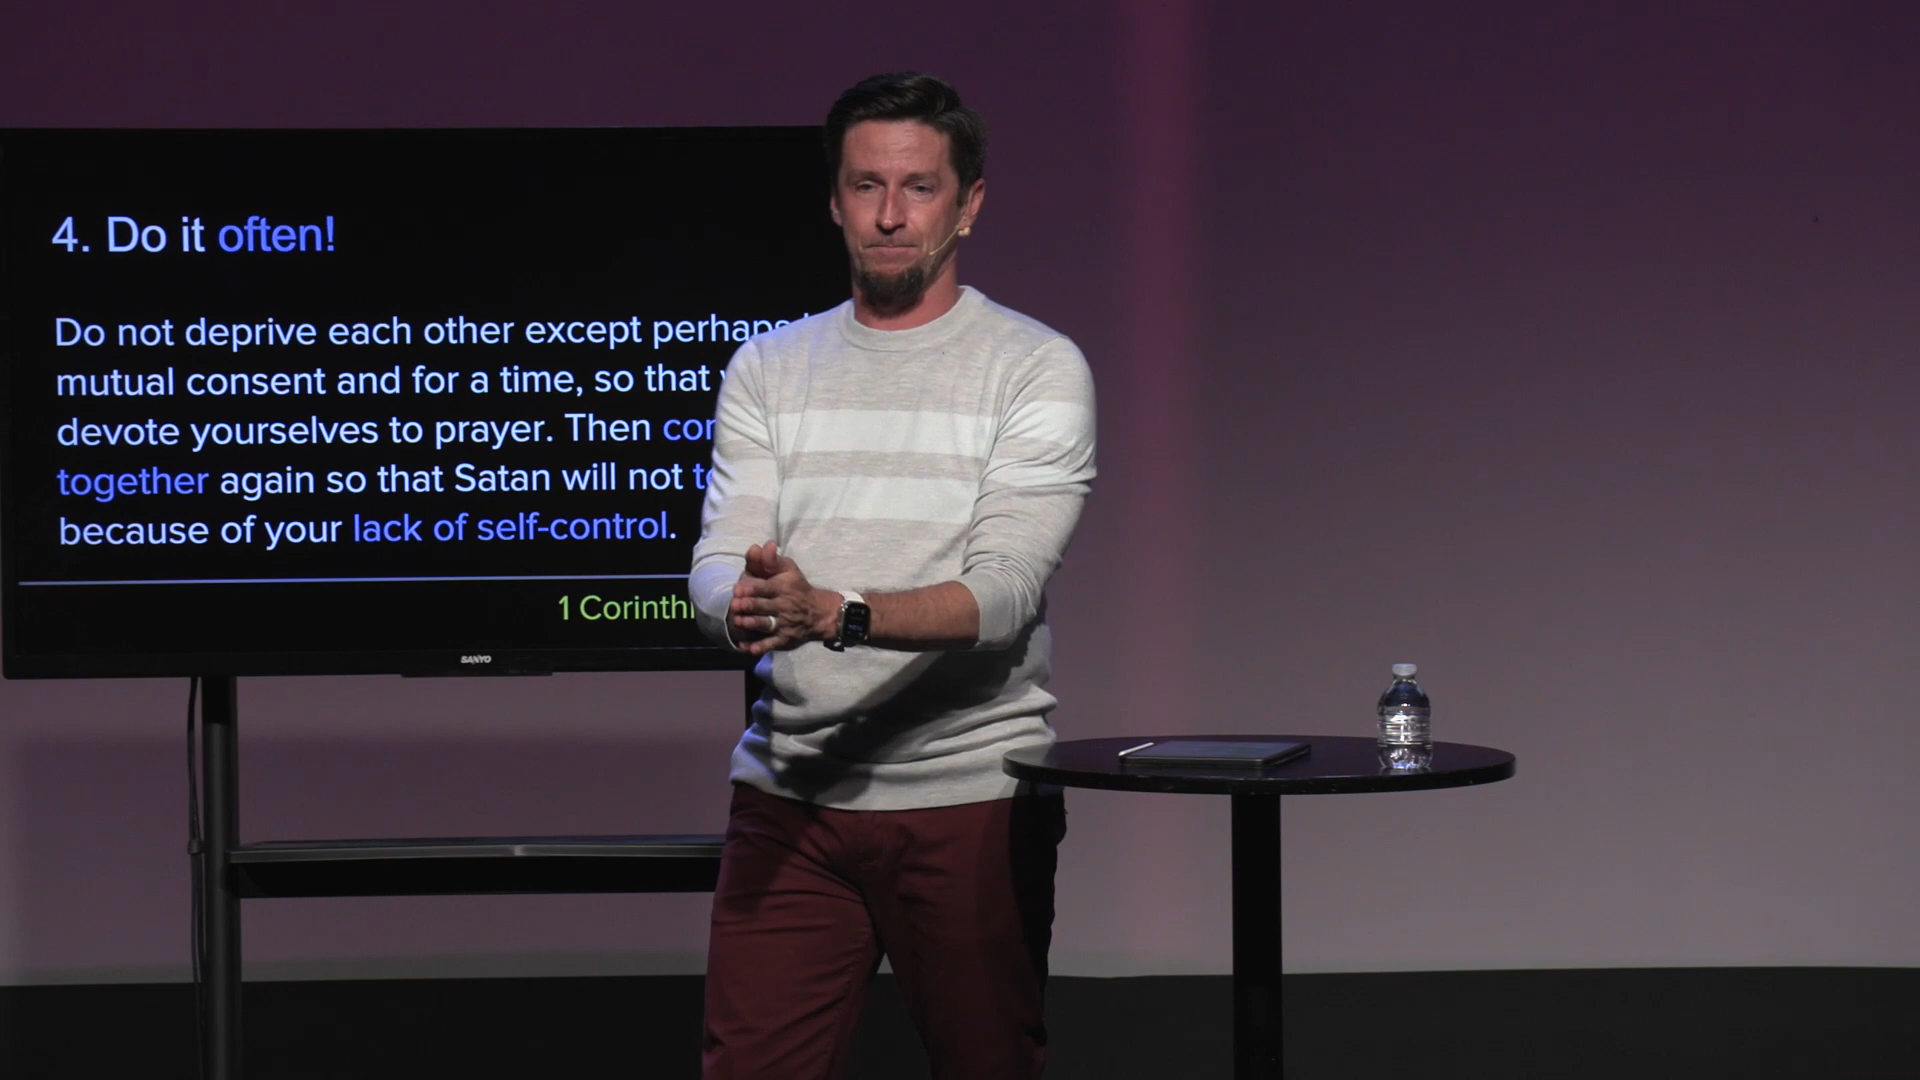 4. Do it often!
Do not deprive each other except perhaps
mutual consent and for a time, so that
devote yourselves to prayer. Then
together again so that Satan will not
because of your lack of self-control.
1
SANYO